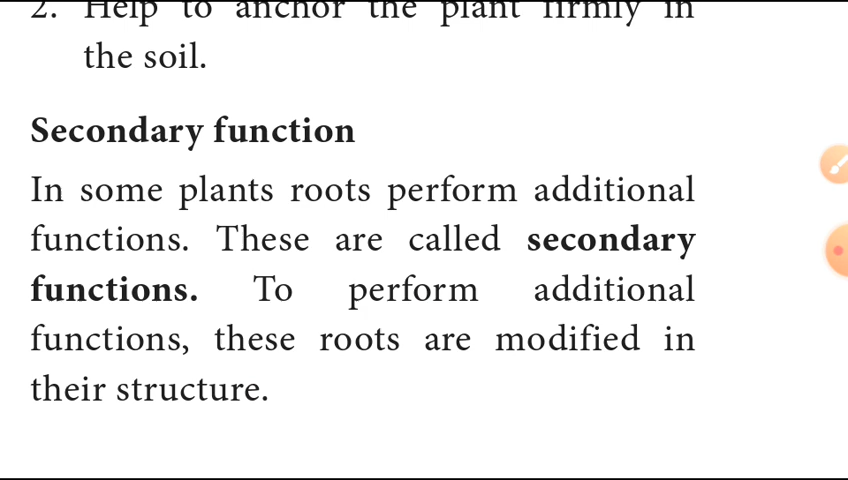 2. Help to anchor the plant firmly in
the soil.
Secondary function
In some plants roots perform additional
functions. These are called secondary
functions. To perform additional
functions, these roots are modified in
their structure.